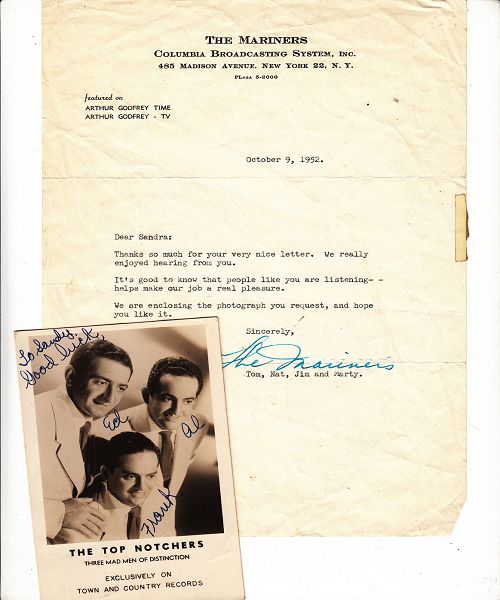 THE MARINERS
COLUMBIA BROADCASTING SYSTEM, INC.
485 MADISON AVENUE, NEW YORK 22, N. Y.
PLAZA 5-2000
featured on
ARTHUR GODFREY TIME
ARTHUR GODFREY - TV
October 9, 1952.
Dear Sandra:
Thanks so much for your very nice letter. We really
enjoyed hearing from you.
It's good to know that people like you are listening--
helps make our job a real pleasure.
We are enclosing the photograph you request, and hope
you like it.
Sincerely,
The Mariners
Tom, Nat, Jim and Marty.
To Sandy,
Good luck,
Ed
Al
Frank
THE TOP NOTCHERS
THREE MAD MEN OF DISTINCTION
EXCLUSIVELY ON
TOWN AND COUNTRY RECORDS